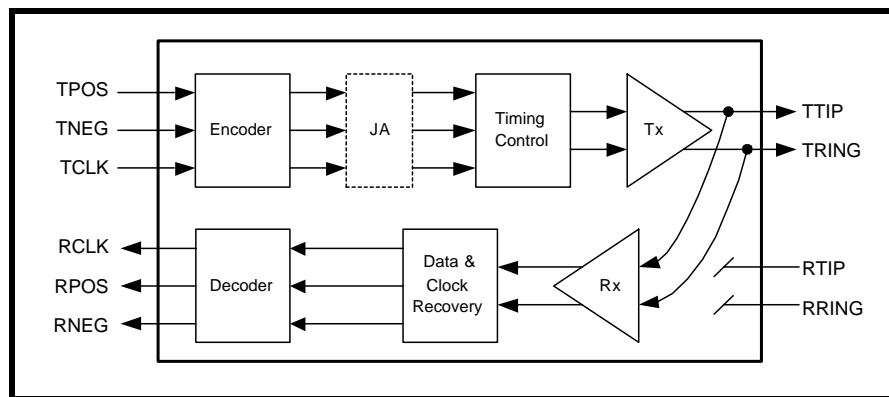 TPOS
TNEG
TCLK
Encoder
JA
Timing
Control
Tx
TTIP
TRING
RCLK
RPOS
RNEG
Decoder
Data &
Clock
Recovery
Rx
RTIP
RRING